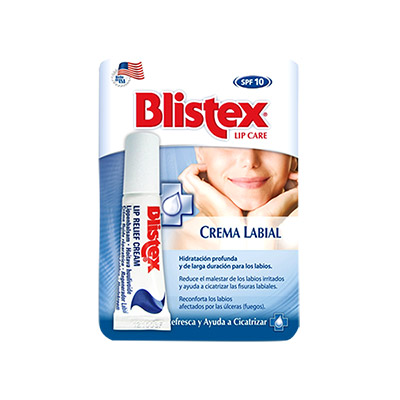 SPF 10
Blistex
LIP CARE
Blistex
LIP RELIEF CREAM
CREMA LABIAL
Hidratación profunda
y de larga duración para los labios.
Reduce el malestar de los labios irritados
y ayuda a cicatrizar las fisuras labiales.
Reconforta los labios
afectados por las úlceras (fuegos).
efresca y Ayuda a Cicatrizar